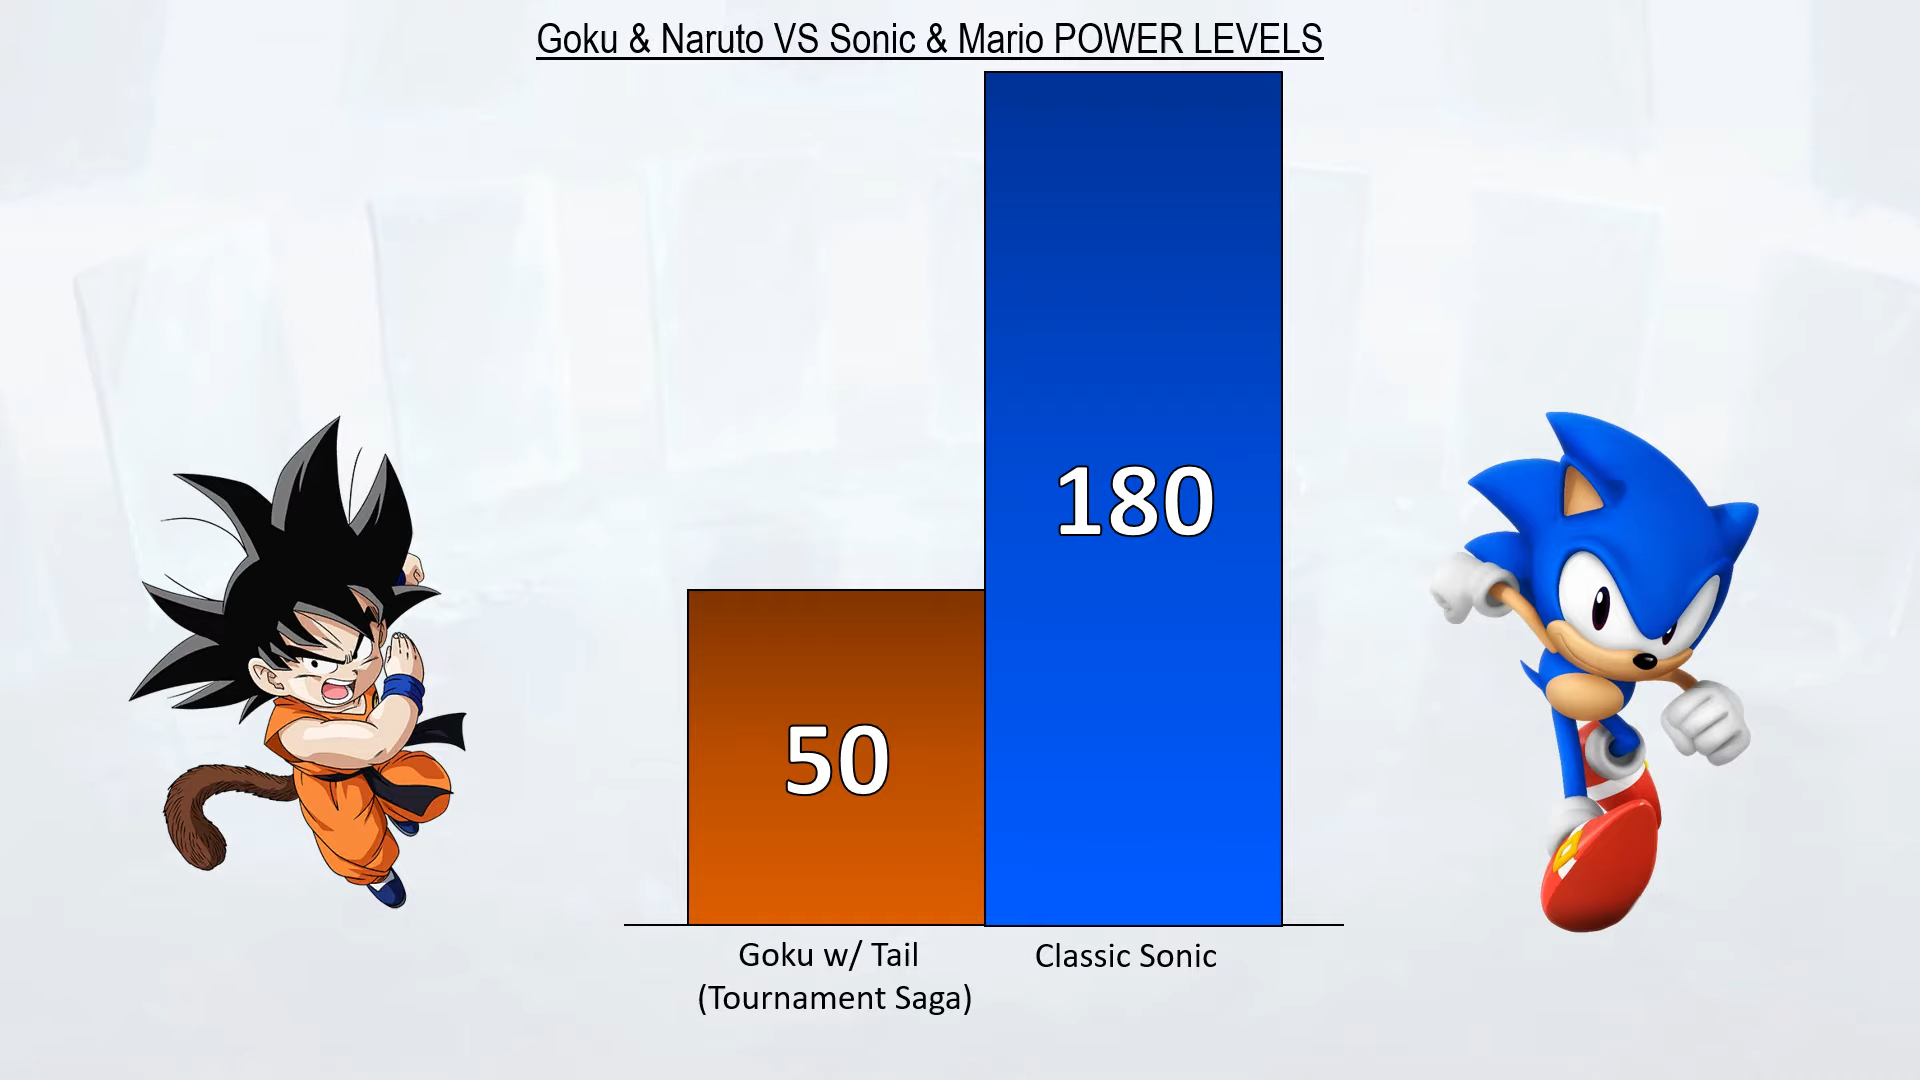 Goku & Naruto VS Sonic & Mario POWER LEVELS
180
50
Goku w/ Tail
(Tournament Saga)
Classic Sonic